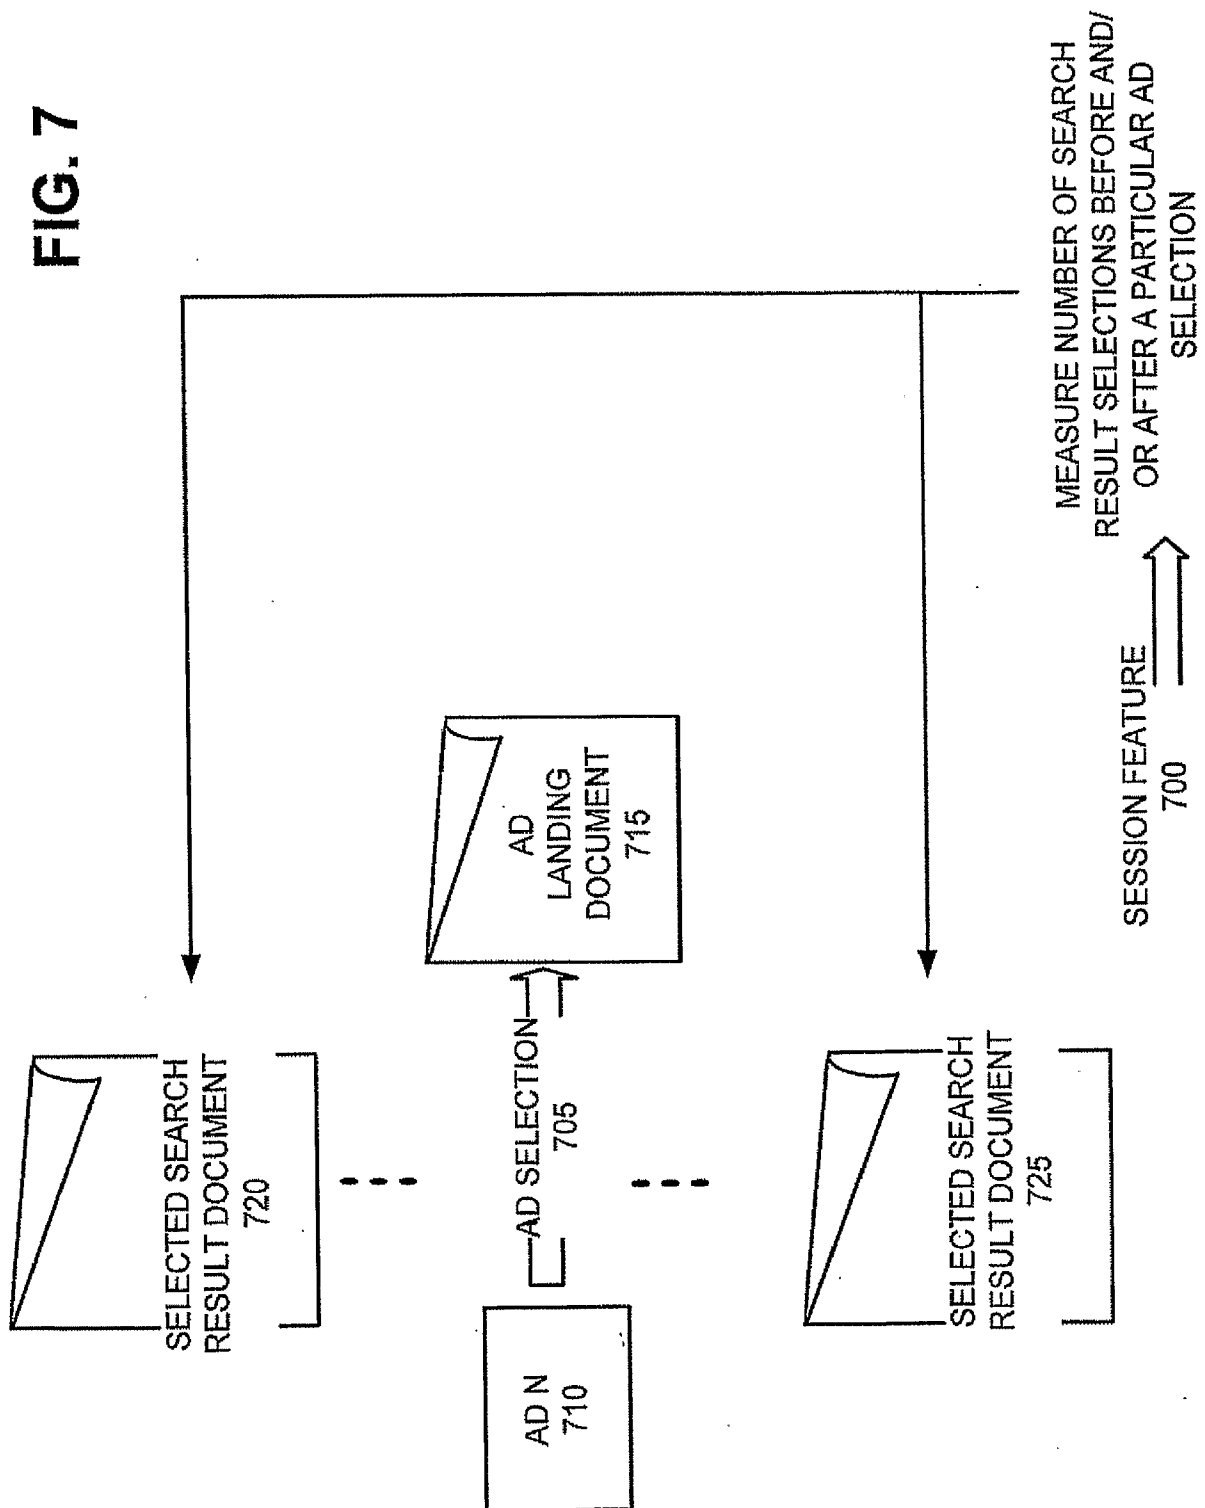 FIG. 7
SELECTED SEARCH
RESULT DOCUMENT
720
AD N
710
AD SELECTION
705
AD
LANDING
DOCUMENT
715
SELECTED SEARCH
RESULT DOCUMENT
725
SESSION FEATURE
700
MEASURE NUMBER OF SEARCH
RESULT SELECTIONS BEFORE AND/
OR AFTER A PARTICULAR AD
SELECTION